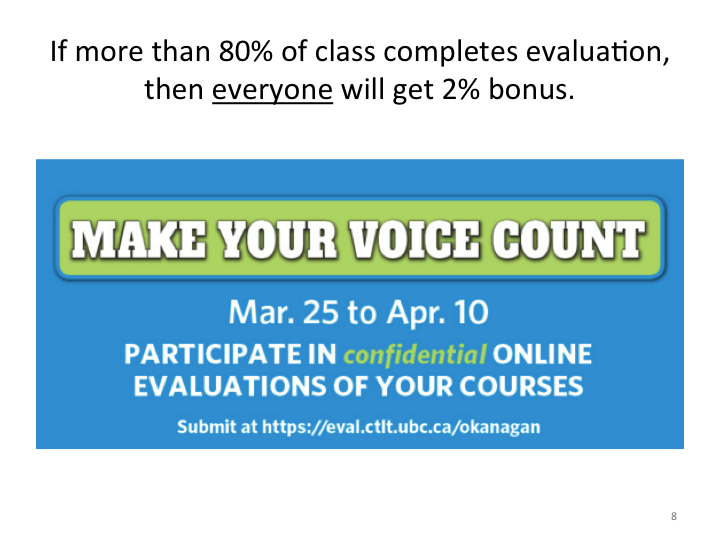 If more than 80% of class completes evaluation,
then everyone will get 2% bonus.
MAKE YOUR VOICE COUNT
Mar. 25 to Apr. 10
PARTICIPATE IN confidential ONLINE
EVALUATIONS OF YOUR COURSES
Submit at https://eval.ctlt.ubc.ca/okanagan
8